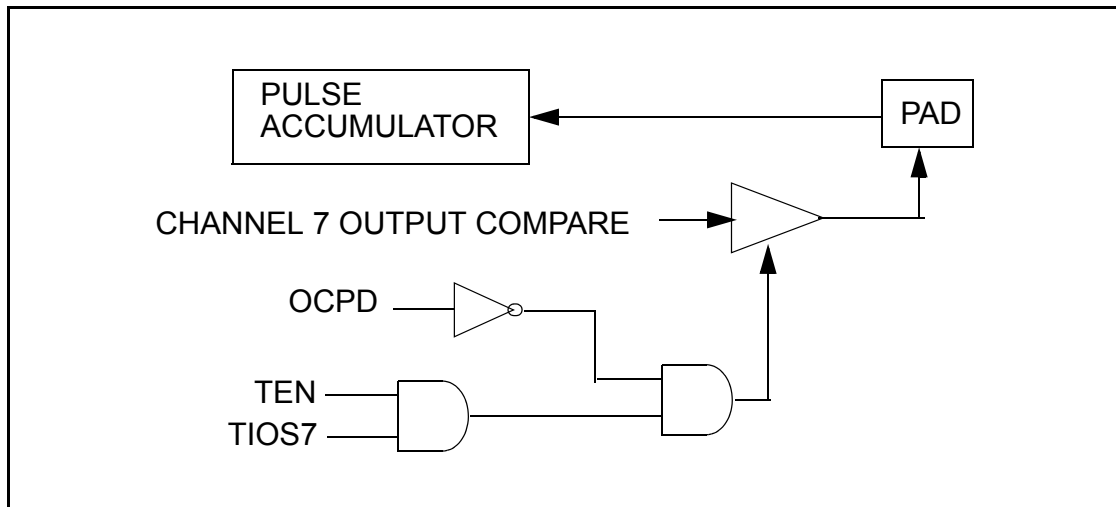 PULSE
ACCUMULATOR
PAD
CHANNEL 7 OUTPUT COMPARE
OCPD
TEN
TIOS7